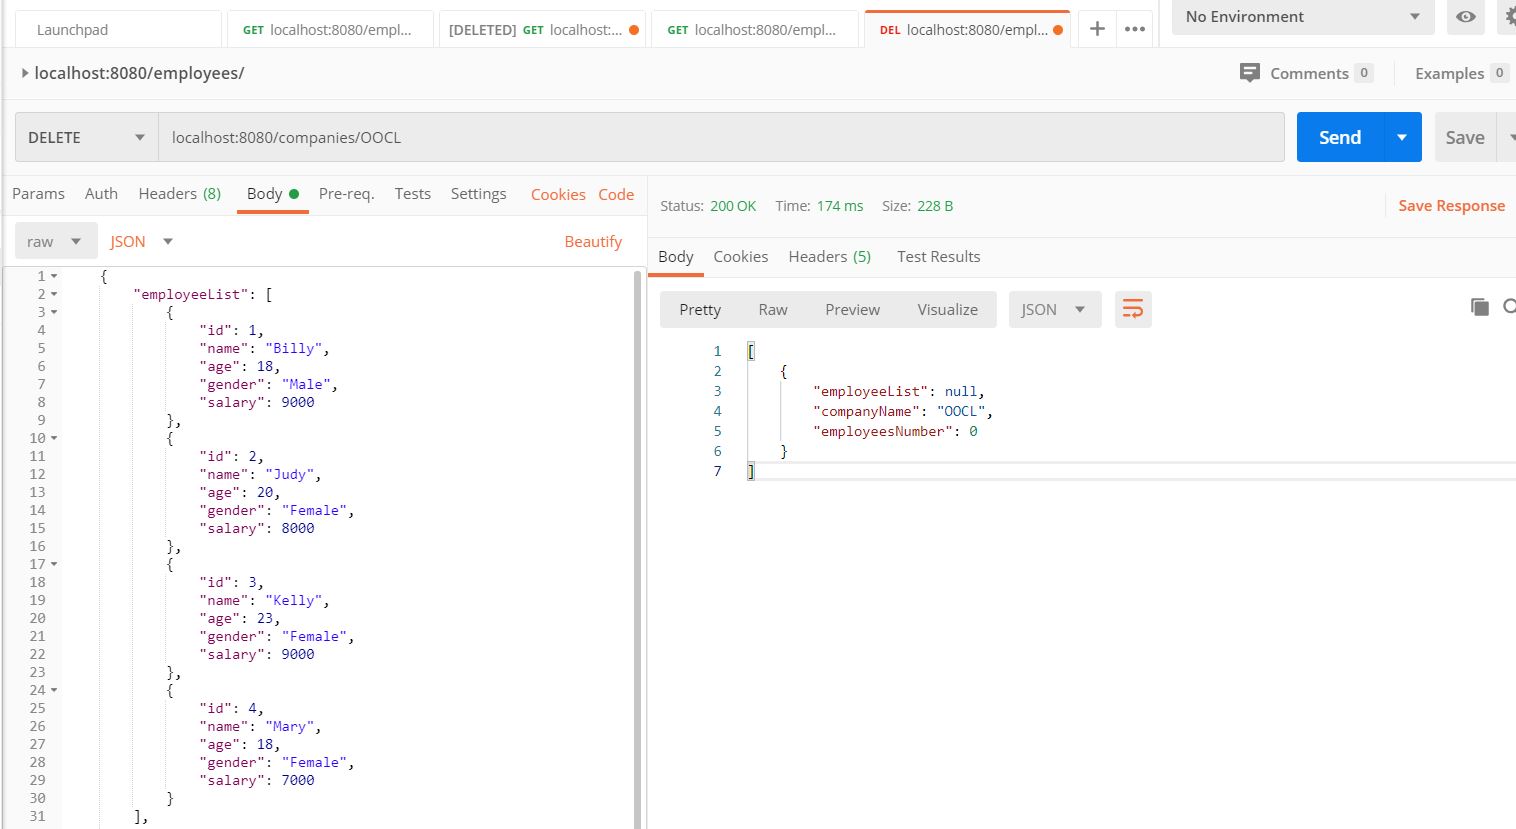 Launchpad
GET localhost:8080/empl...
[DELETED] GET localhost:...
GET localhost:8080/empl...
DEL localhost:8080/empl...
No Environment
localhost:8080/employees/
Comments 0
Examples 0
DELETE
localhost:8080/companies/OOCL
Send
Save
Params Auth Headers (8) Body Pre-req. Tests Settings Cookies Code
raw JSON Beautify
1 {
2 "employeeList": [
3 {
4 "id": 1,
5 "name": "Billy",
6 "age": 18,
7 "gender": "Male",
8 "salary": 9000
9 },
10 {
11 "id": 2,
12 "name": "Judy",
13 "age": 20,
14 "gender": "Female",
15 "salary": 8000
16 },
17 {
18 "id": 3,
19 "name": "Kelly",
20 "age": 23,
21 "gender": "Female",
22 "salary": 9000
23 },
24 {
25 "id": 4,
26 "name": "Mary",
27 "age": 18,
28 "gender": "Female",
29 "salary": 7000
30 }
31 ],
Status: 200 OK Time: 174 ms Size: 228 B
Save Response
Body Cookies Headers (5) Test Results
Pretty Raw Preview Visualize JSON
1 [
2 {
3 "employeeList": null,
4 "companyName": "OOCL",
5 "employeesNumber": 0
6 }
7 ]